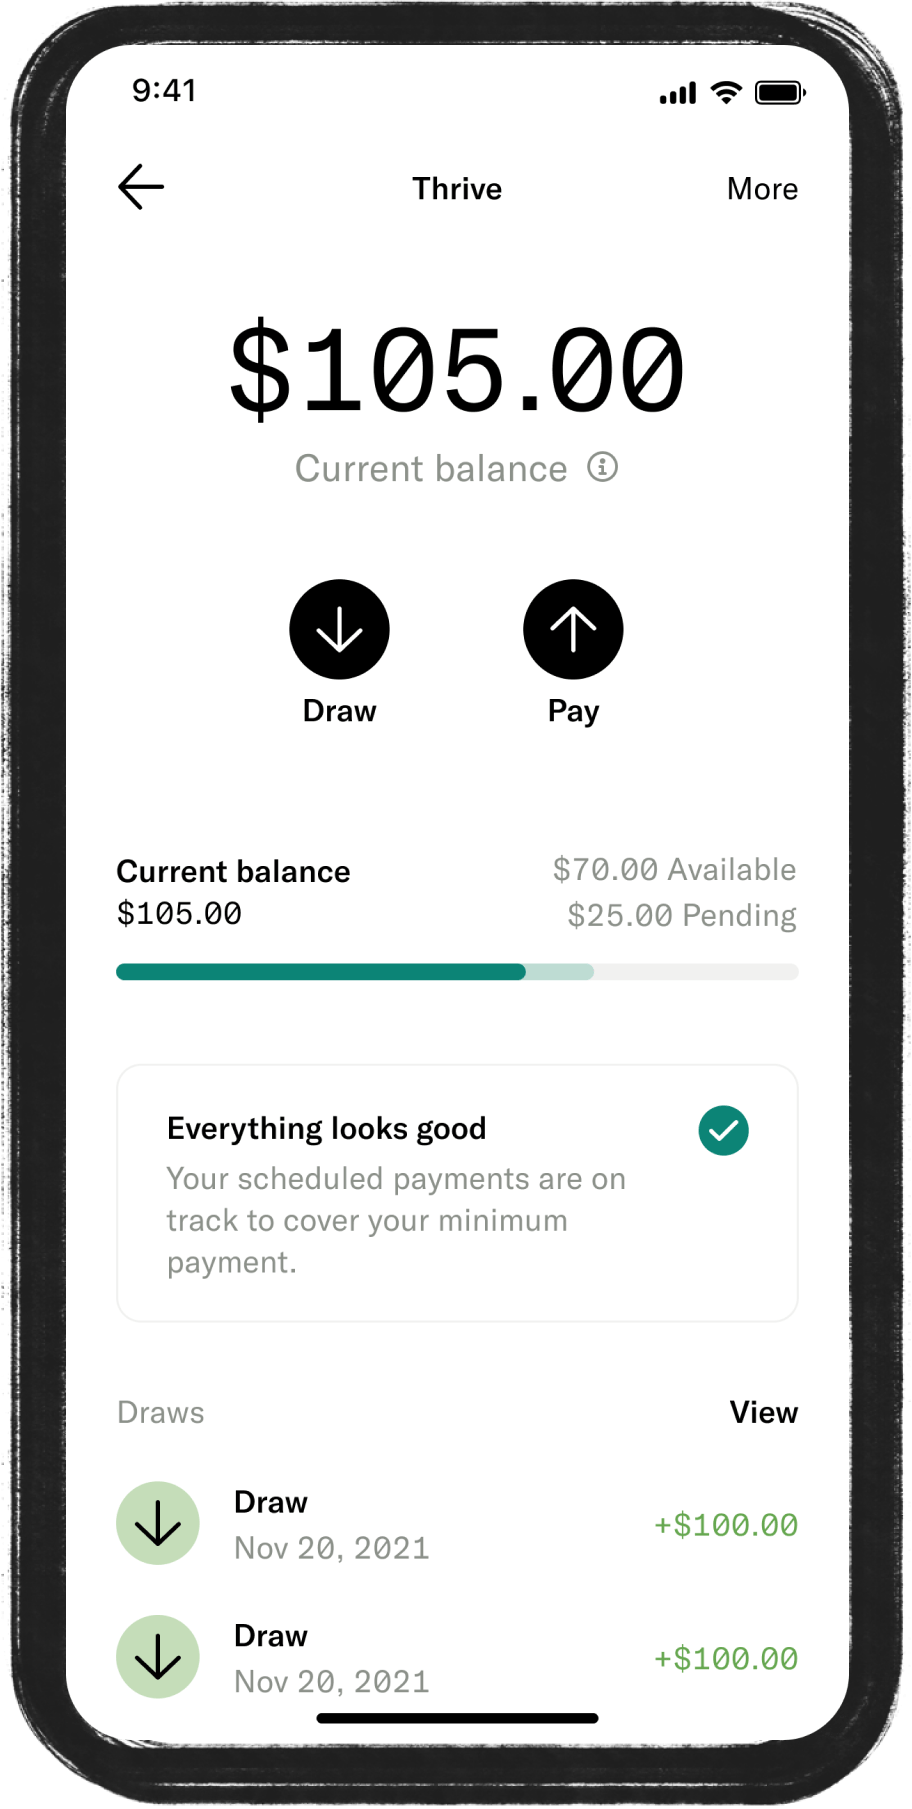 9:41
Thrive More
$105.00
Current balance
Draw Pay
Current balance $70.00 Available
$105.00 $25.00 Pending
Everything looks good
Your scheduled payments are on
track to cover your minimum
payment.
Draws View
Draw
Nov 20, 2021 +$100.00
Draw
Nov 20, 2021 +$100.00